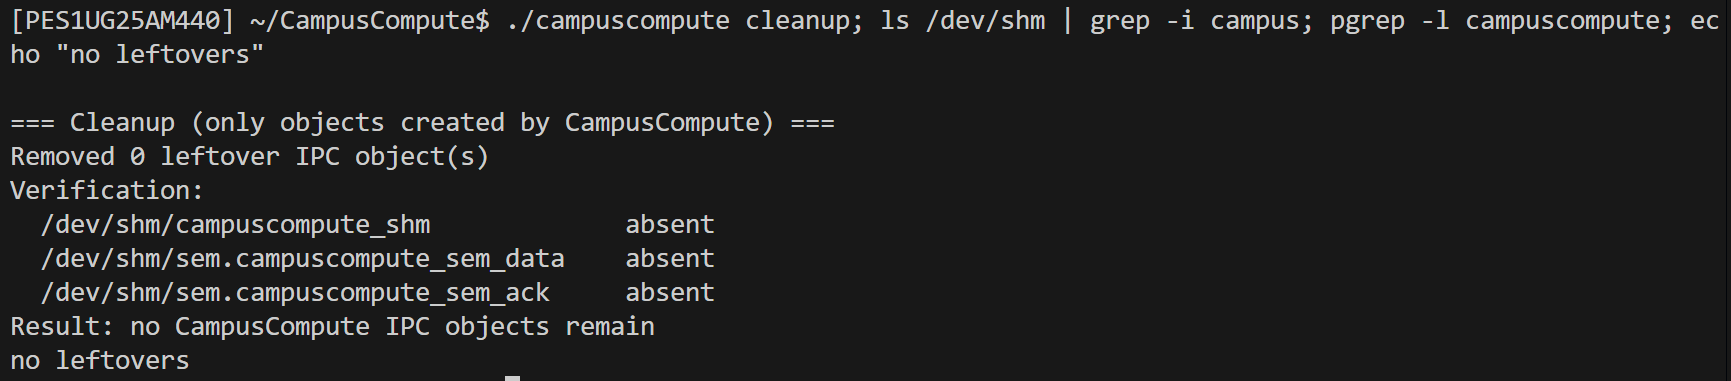 [PES1UG25AM440] ~/CampusCompute$ ./campuscompute cleanup; ls /dev/shm | grep -i campus; pgrep -l campuscompute; ec
ho "no leftovers"
=== Cleanup (only objects created by CampusCompute) ===
Removed 0 leftover IPC object(s)
Verification:
  /dev/shm/campuscompute_shm             absent
  /dev/shm/sem.campuscompute_sem_data    absent
  /dev/shm/sem.campuscompute_sem_ack     absent
Result: no CampusCompute IPC objects remain
no leftovers